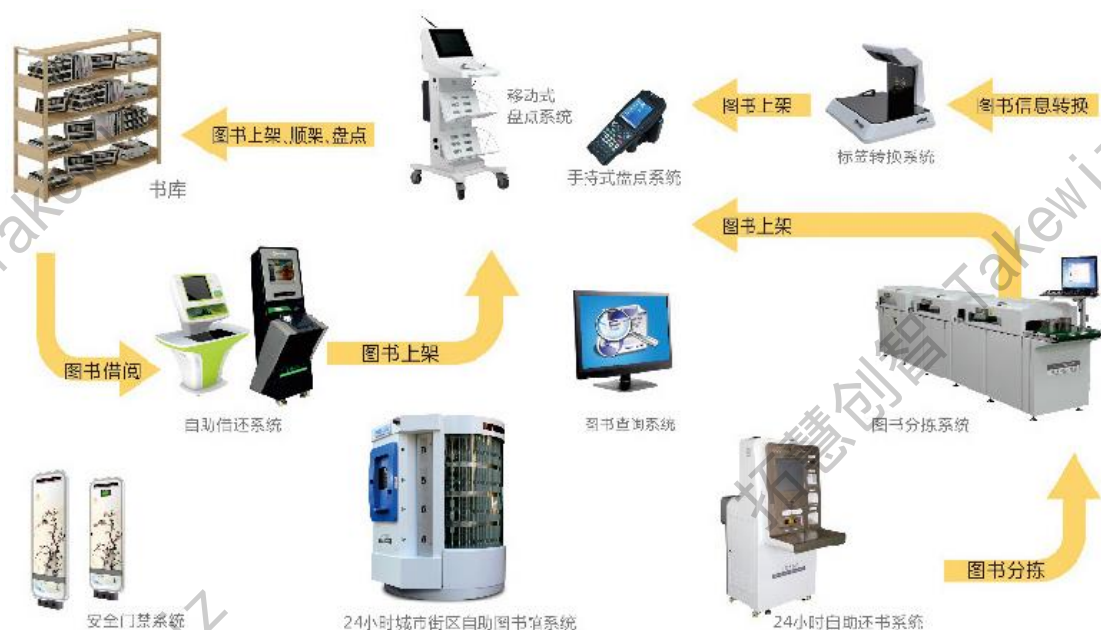 移动式
盘点系统
图书上架
图书信息转换
图书上架、顺架、盘点
标签转换系统
手持式盘点系统
书库
图书上架
图书借阅
图书上架
自助借还系统
图书查询系统
图书分拣系统
图书分拣
安全门禁系统
24小时城市街区自助图书馆系统
24小时自助还书系统
拓慧创智 Takewiz